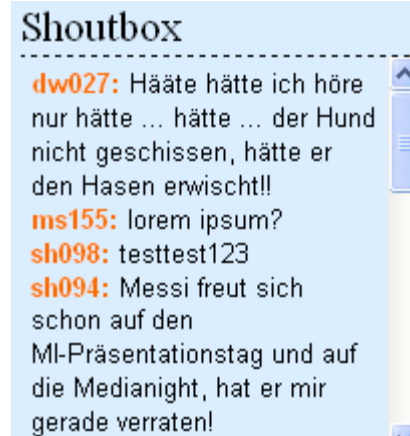 Shoutbox
dw027: Hääte hätte ich höre
nur hätte ... hätte ... der Hund
nicht geschissen, hätte er
den Hasen erwischt!!
ms155: lorem ipsum?
sh098: testtest123
sh094: Messi freut sich
schon auf den
MI-Präsentationstag und auf
die Medianight, hat er mir
gerade verraten!